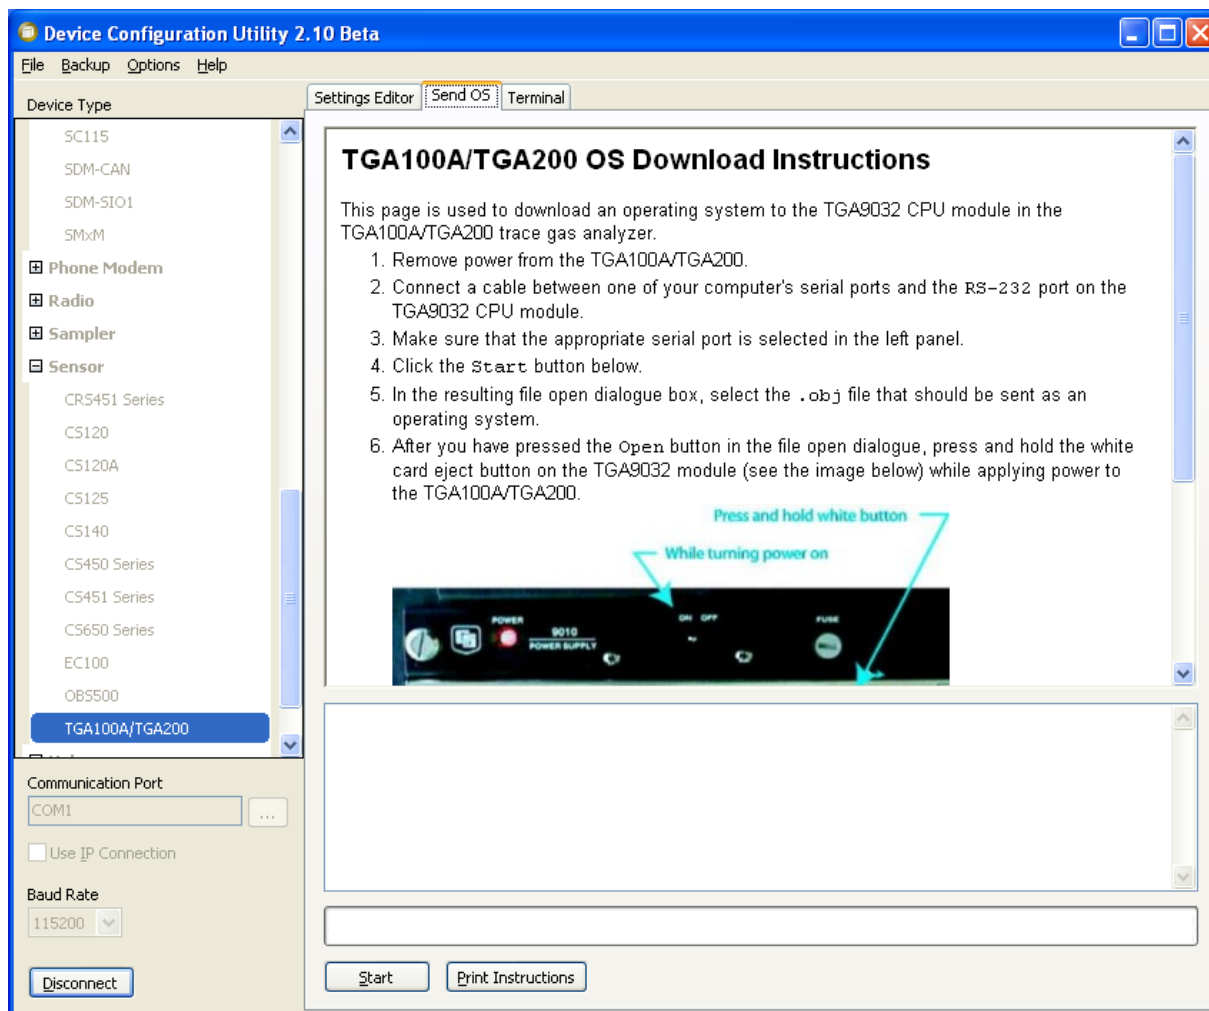 Device Configuration Utility 2.10 Beta
File Backup Options Help
Device Type
SC115
SDM-CAN
SDM-SIO1
SMxM
Phone Modem
Radio
Sampler
Sensor
CRS451 Series
CS120
CS120A
CS125
CS140
CS450 Series
CS451 Series
CS650 Series
EC100
OBS500
TGA100A/TGA200
Communication Port
COM1
...
Use IP Connection
Baud Rate
115200
Disconnect
Settings Editor Send OS Terminal
TGA100A/TGA200 OS Download Instructions
This page is used to download an operating system to the TGA9032 CPU module in the
TGA100A/TGA200 trace gas analyzer.
1. Remove power from the TGA100A/TGA200.
2. Connect a cable between one of your computer's serial ports and the RS-232 port on the
TGA9032 CPU module.
3. Make sure that the appropriate serial port is selected in the left panel.
4. Click the Start button below.
5. In the resulting file open dialogue box, select the .obj file that should be sent as an
operating system.
6. After you have pressed the Open button in the file open dialogue, press and hold the white
card eject button on the TGA9032 module (see the image below) while applying power to
the TGA100A/TGA200.
Press and hold white button
While turning power on
POWER
9010
POWER SUPPLY
ON OFF
FUSE
Start Print Instructions